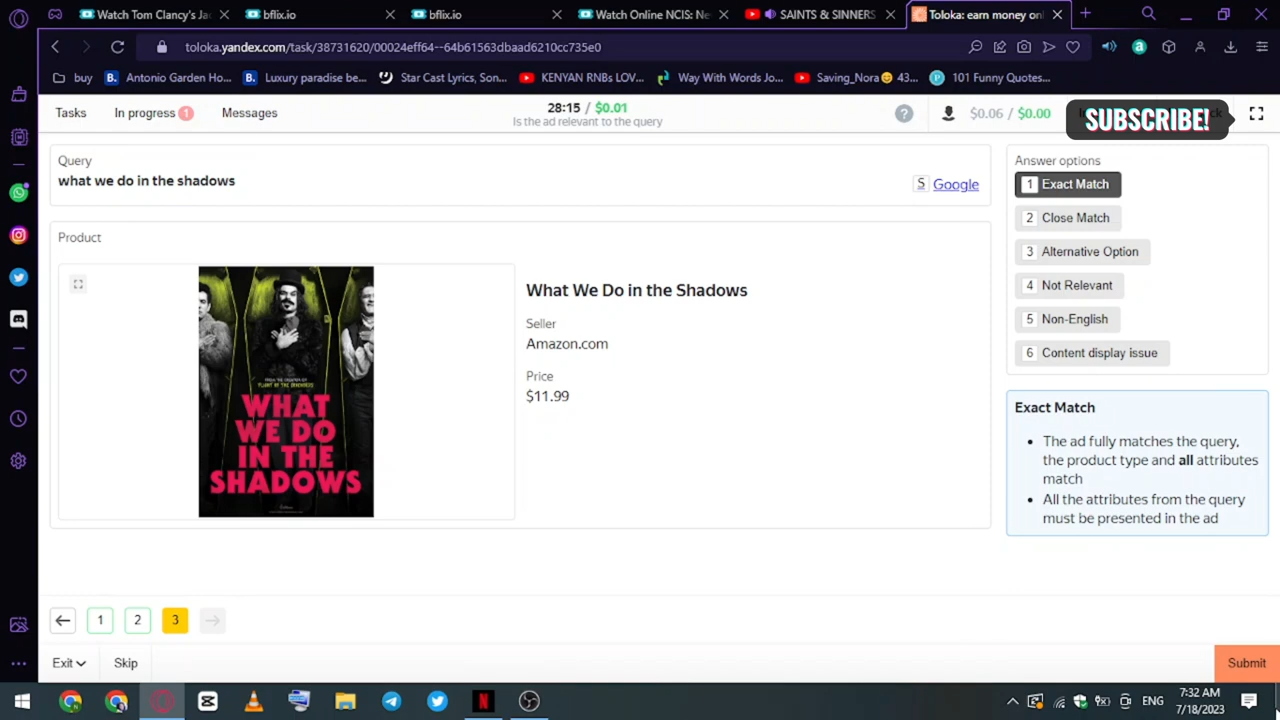 Watch Tom Clancy's Ja
bflix.io
bflix.io
Watch Online NCIS: Ne
SAINTS & SINNERS
Toloka: earn money onl
toloka.yandex.com/task/38731620/00024eff64--64b61563dbaad6210cc735e0
buy
Antonio Garden Ho...
Luxury paradise be...
Star Cast Lyrics, Son...
KENYAN RNBs LOV...
Way With Words Jo...
Saving_Nora😊 43...
101 Funny Quotes...
Tasks
In progress 1
Messages
28:15 / $0.01
Is the ad relevant to the query
$0.06 / $0.00
SUBSCRIBE!
Query
what we do in the shadows
S Google
Product
WHAT
WE DO
IN THE
SHADOWS
What We Do in the Shadows
Seller
Amazon.com
Price
$11.99
Answer options
1 Exact Match
2 Close Match
3 Alternative Option
4 Not Relevant
5 Non-English
6 Content display issue
Exact Match
The ad fully matches the query,
the product type and all attributes
match
All the attributes from the query
must be presented in the ad
1 2 3
Exit
Skip
Submit
ENG
7:32 AM
7/18/2023